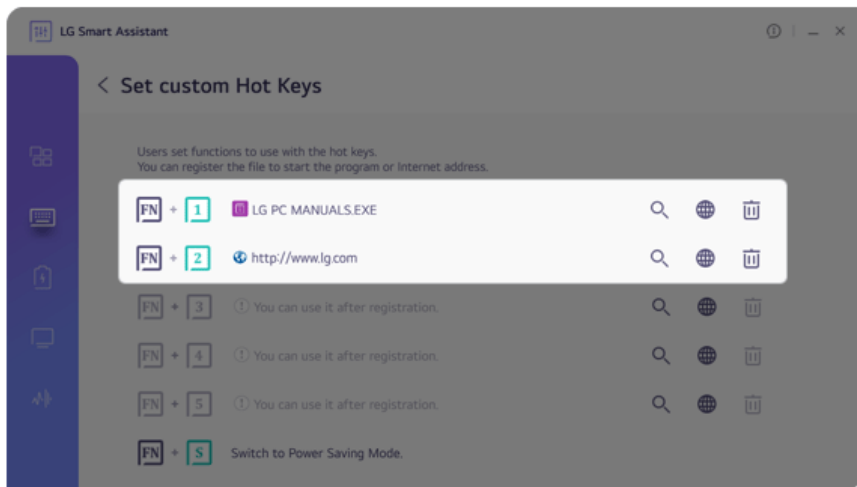 LG Smart Assistant
Set custom Hot Keys
Users set functions to use with the hot keys.
You can register the file to start the program or Internet address.
FN + 1 LG PC MANUALS.EXE
FN + 2 http://www.lg.com
FN + 3 You can use it after registration.
FN + 4 You can use it after registration.
FN + 5 You can use it after registration.
FN + S Switch to Power Saving Mode.